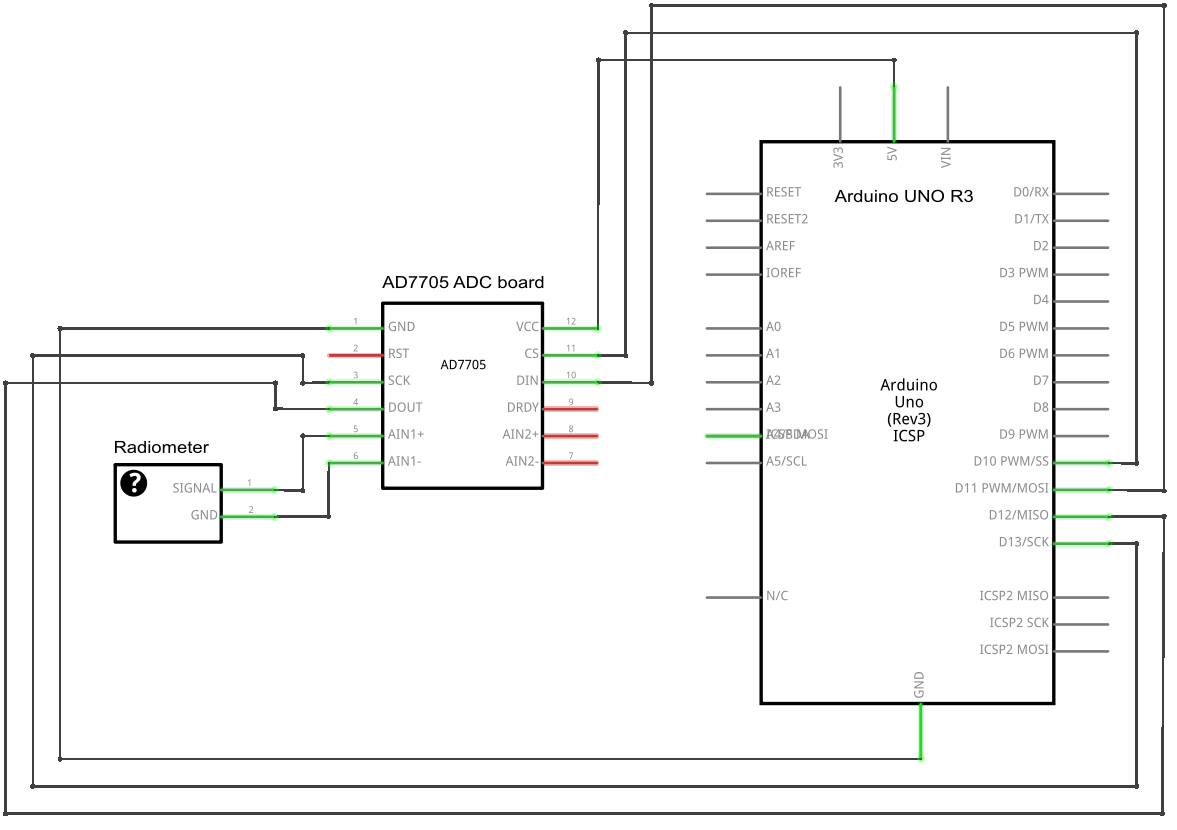 3V3
5V
VIN
RESET
Arduino UNO R3
D0/RX
RESET2
D1/TX
AREF
D2
IOREF
D3 PWM
D4
AD7705 ADC board
1 GND
VCC 12
A0
D5 PWM
2 RST
CS 11
A1
D6 PWM
AD7705
3 SCK
DIN 10
A2
D7
Arduino
Uno
(Rev3)
ICSP
4 DOUT
DRDY 9
A3
D8
5 AIN1+
AIN2+ 8
MOSI
D9 PWM
Radiometer
6 AIN1-
AIN2- 7
A5/SCL
D10 PWM/SS
?
SIGNAL 1
D11 PWM/MOSI
GND 2
D12/MISO
D13/SCK
N/C
ICSP2 MISO
ICSP2 SCK
ICSP2 MOSI
GND